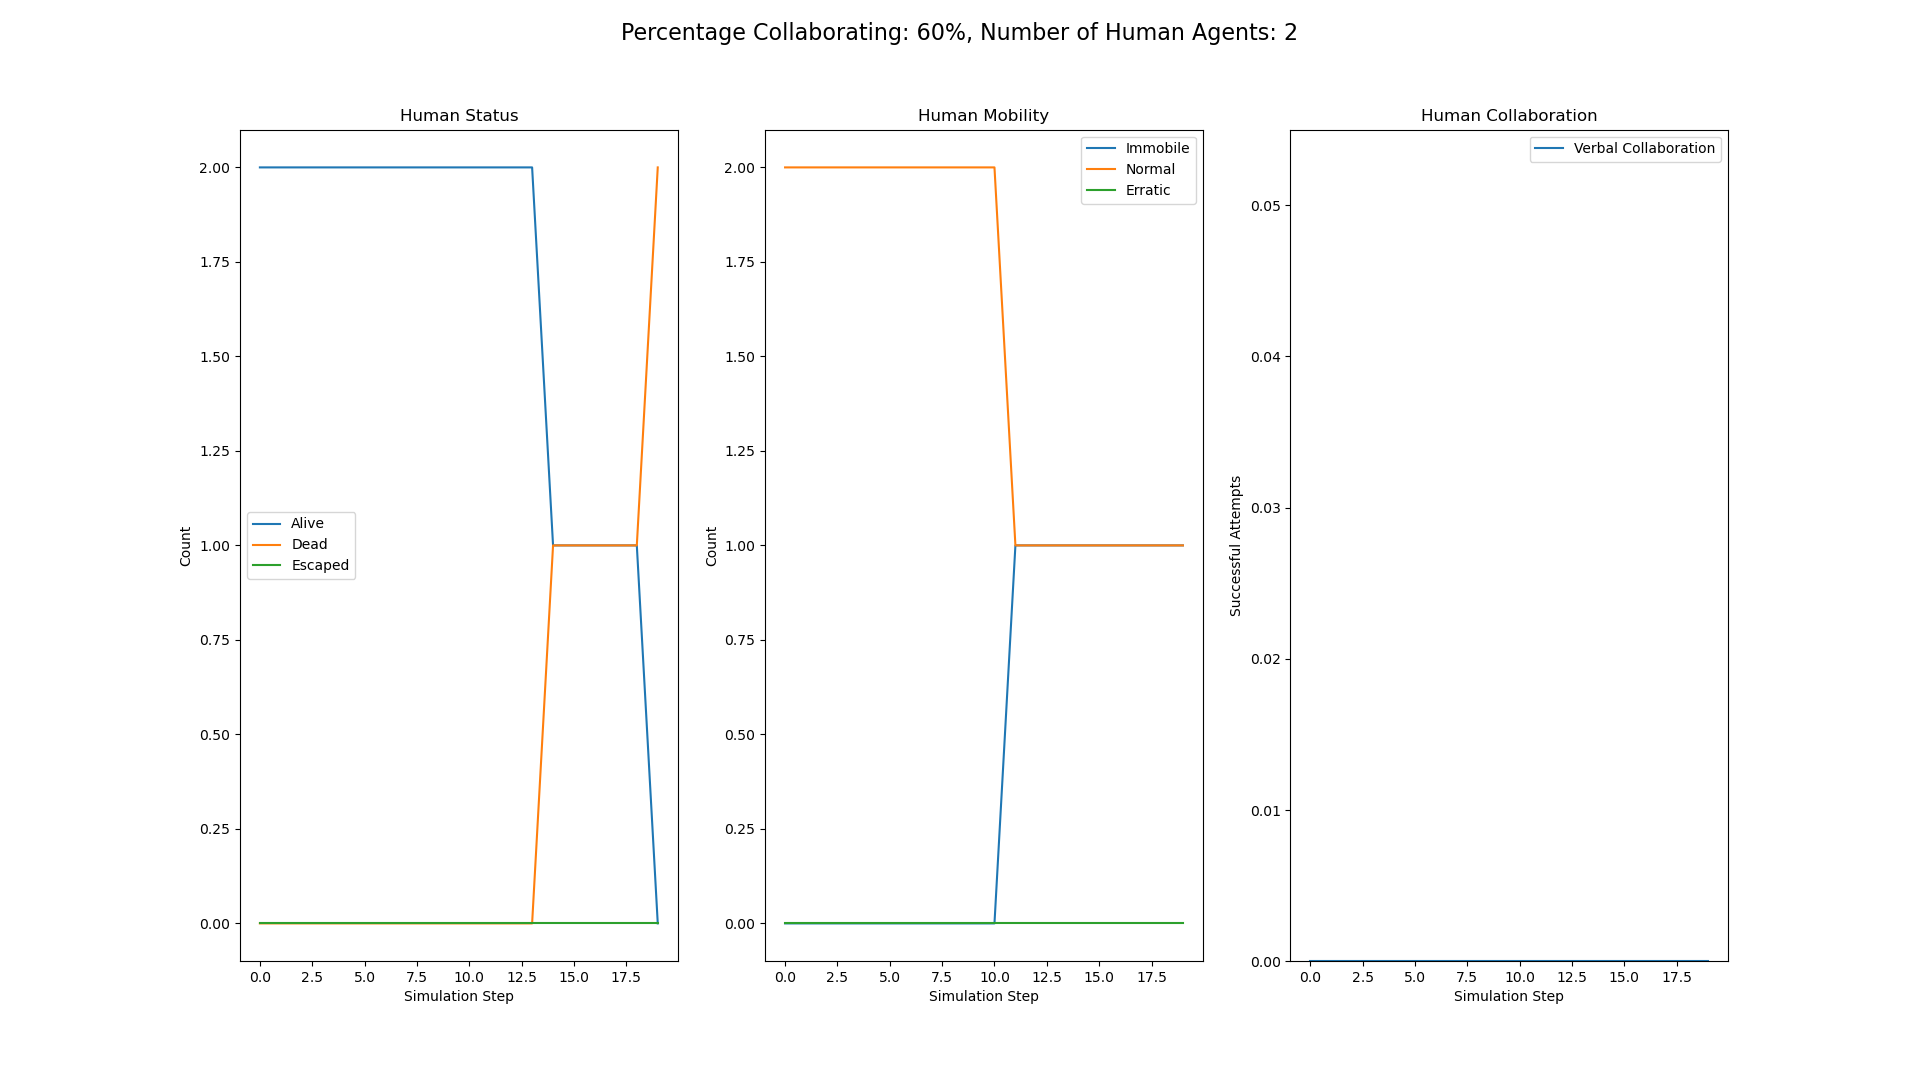 Percentage Collaborating: 60%, Number of Human Agents: 2
Human Status
2.00
1.75
1.50
1.25
1.00
0.75
0.50
0.25
0.00
Count
Alive
Dead
Escaped
0.0 2.5 5.0 7.5 10.0 12.5 15.0 17.5
Simulation Step
Human Mobility
Immobile
Normal
Erratic
2.00
1.75
1.50
1.25
1.00
0.75
0.50
0.25
0.00
Count
0.0 2.5 5.0 7.5 10.0 12.5 15.0 17.5
Simulation Step
Human Collaboration
Verbal Collaboration
0.05
0.04
0.03
0.02
0.01
0.00
Successful Attempts
0.0 2.5 5.0 7.5 10.0 12.5 15.0 17.5
Simulation Step